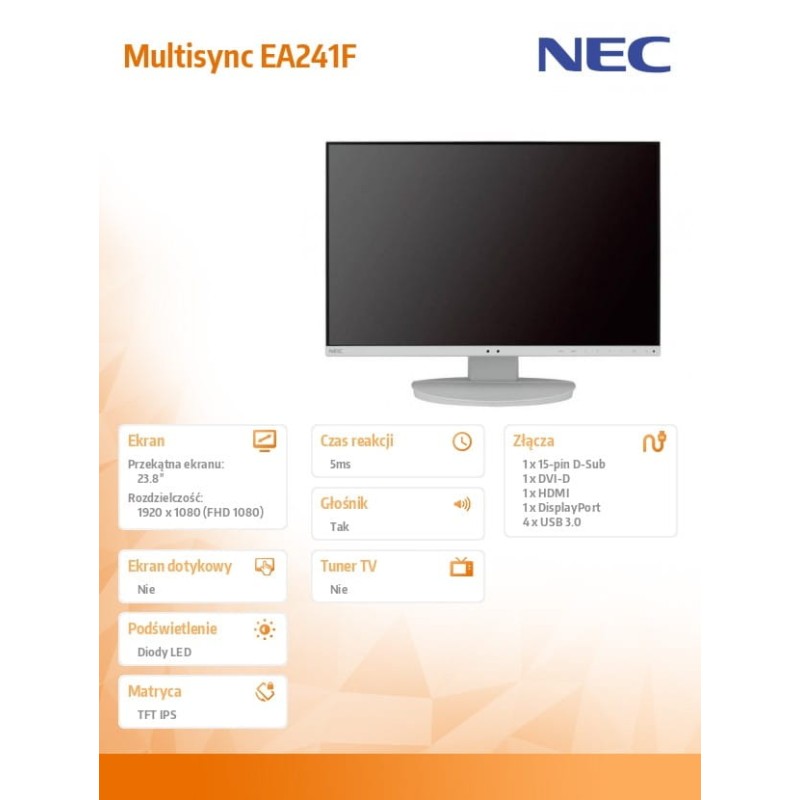 Multisync EA241F
NEC
NEC
Ekran
Przekątna ekranu:
23.8"
Rozdzielczość:
1920 x 1080 (FHD 1080)
Ekran dotykowy
Nie
Podświetlenie
Diody LED
Matryca
TFT IPS
Czas reakcji
5ms
Głośnik
Tak
Tuner TV
Nie
Złącza
1 x 15-pin D-Sub
1 x DVI-D
1 x HDMI
1 x DisplayPort
4 x USB 3.0